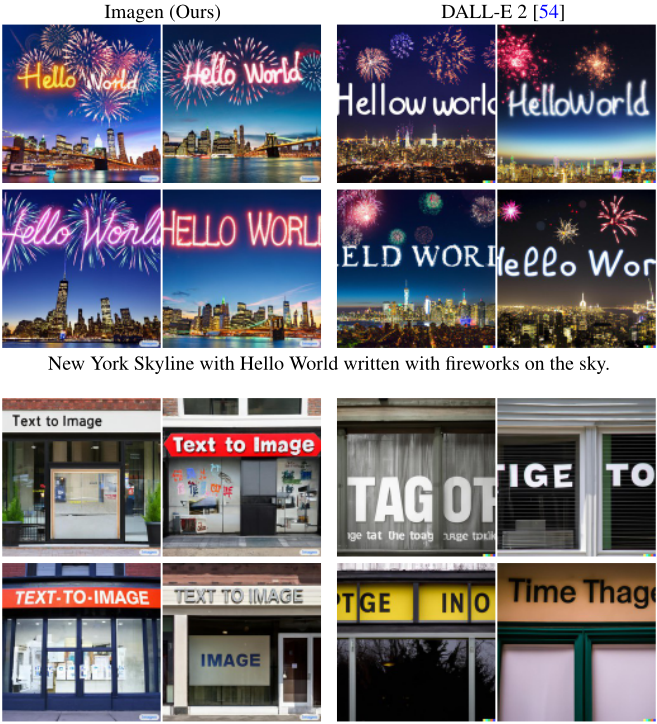 Imagen (Ours)
DALL-E 2 [54]
Hello World
Hello World
Hellow world
HelloWorld
Hello World
HELLO WORLD
ELD WORL
Hello Wor
New York Skyline with Hello World written with fireworks on the sky.
Text to Image
Text to Image
TAG OT
TIGE TO
TEXT-TO-IMAGE
TEXT TO IMAGE
IMAGE
TGE INO
Time Thage